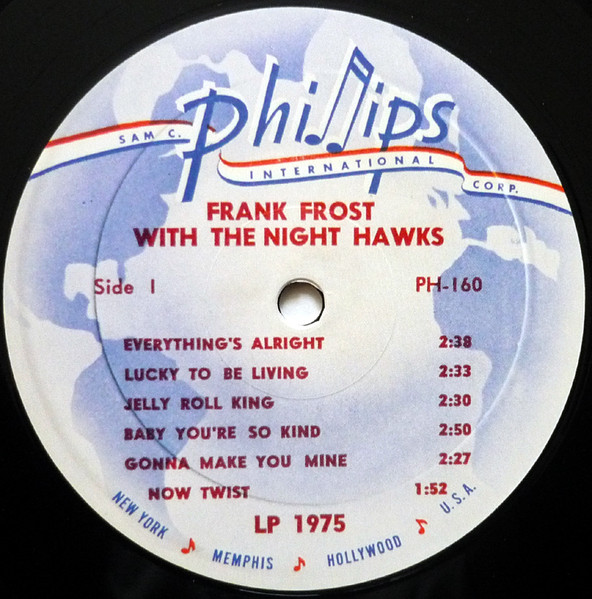 SAM C. Phillips
INTERNATIONAL CORP.
FRANK FROST
WITH THE NIGHT HAWKS
Side 1 PH-160
EVERYTHING'S ALRIGHT 2:38
LUCKY TO BE LIVING 2:33
JELLY ROLL KING 2:30
BABY YOU'RE SO KIND 2:50
GONNA MAKE YOU MINE 2:27
NOW TWIST 1:52
LP 1975
NEW YORK ♪ MEMPHIS ♪ HOLLYWOOD ♪ U.S.A.